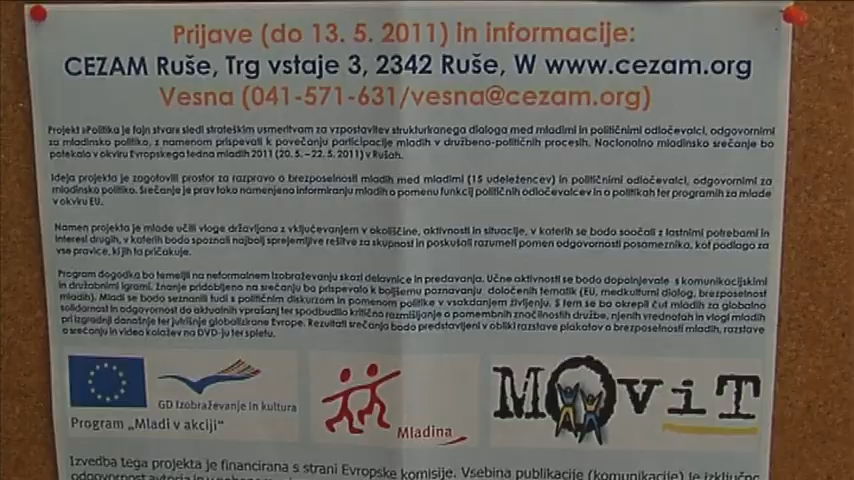 Prijave (do 13. 5. 2011) in informacije:
CEZAM Ruše, Trg vstaje 3, 2342 Ruše, W www.cezam.org
Vesna (041-571-631/vesna@cezam.org)
Projekt »Politika je fajn stvar« sledi strateškim usmeritvam za vzpostavitev strukturiranega dialoga med mladimi in političnimi odločevalci, odgovornimi
za mladinsko politiko, z namenom prispevati k povečanju participacije mladih v družbeno-političnih procesih. Nacionalno mladinsko srečanje bo
potekalo v okviru Evropskega tedna mladih 2011 (20. 5. – 22. 5. 2011) v Rušah.
Ideja projekta je zagotoviti prostor za razpravo o brezposelnosti mladih med mladimi (15 udeležencev) in političnimi odločevalci, odgovornimi za
mladinsko politiko. Srečanje je prav tako namenjeno informiranju mladih o pomenu funkcij političnih odločevalcev in o politikah ter programih za mlade
v okviru EU.
Namen projekta je mlade učiti vloge državljana z vključevanjem v okoliščine, aktivnosti in situacije, v katerih se bodo soočali z lastnimi potrebami in
interesi drugih, v katerih bodo spoznali najbolj sprejemljive rešitve za skupnost in poskušali razumeti pomen odgovornosti posameznika, kot podlago za
vse pravice, ki jih ta pričakuje.
Program dogodka bo temeljil na neformalnem izobraževanju skozi delavnice in predavanja. Učne aktivnosti se bodo dopolnjevale s komunikacijskimi
in družabnimi igrami. Znanje pridobljeno na srečanju bo prispevalo k boljšemu poznavanju določenih tematik (EU, medkulturni dialog, brezposelnost
mladih). Mladi se bodo seznanili tudi s političnim diskurzom in pomenom politike v vsakdanjem življenju. S tem se bo okrepil čut mladih za globalno
solidarnost in odgovornost do aktualnih vprašanj ter spodbudilo kritično razmišljanje o pomembnih značilnostih družbe, njenih vrednotah in vlogi mladih
pri izgradnji današnje ter jutrišnje globalizirane Evrope. Rezultati srečanja bodo predstavljeni v obliki razstave plakatov o brezposelnosti mladih, razstave
o srečanju in video kolažev na DVD-ju ter spletu.
GD Izobraževanje in kultura
Program „Mladi v akciji“
Mladina
MOViT
Izvedba tega projekta je financirana s strani Evropske komisije. Vsebina publikacije (komunikacije) je izključno
odgovornost avtorja in